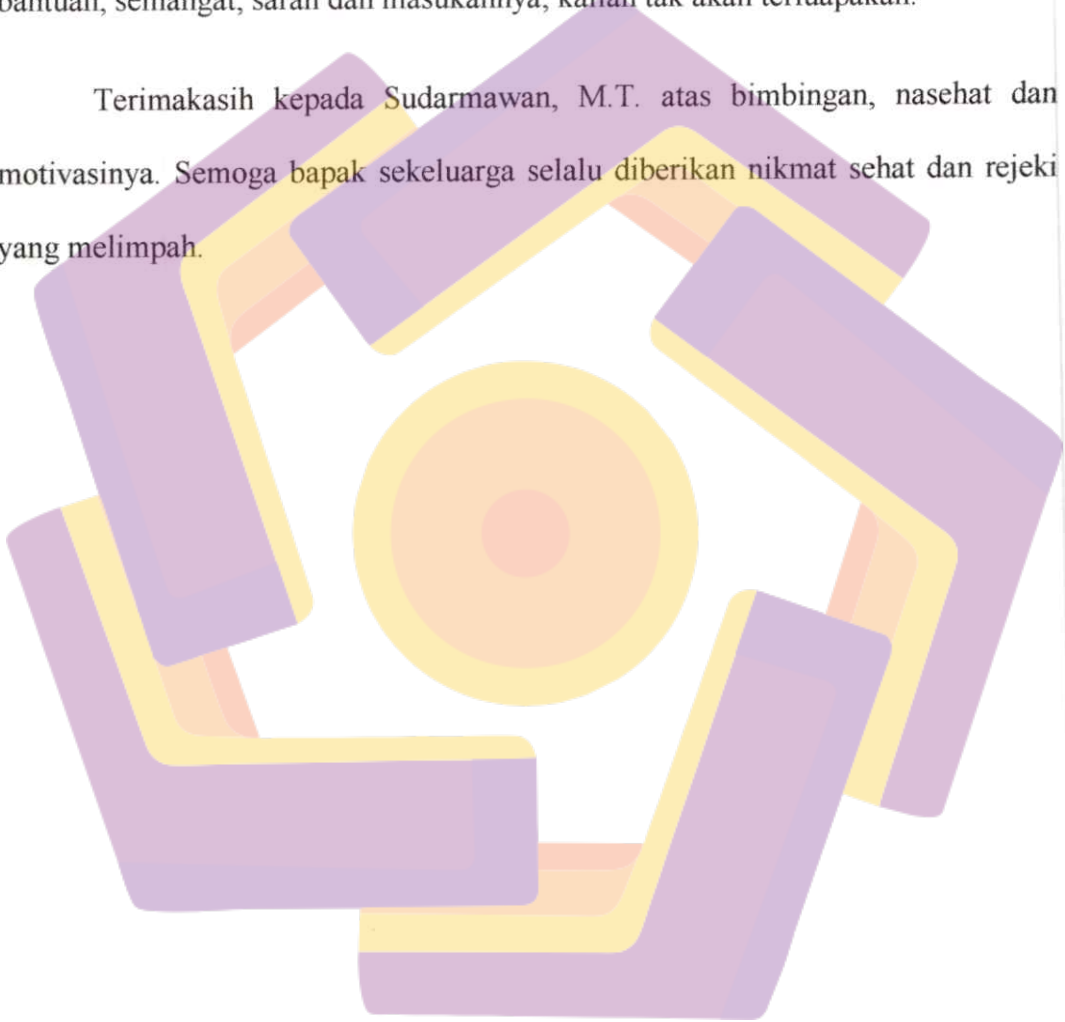 bantuan, semangat, saran dan masukannya, kalian tak akan terlupakan.
Terimakasih kepada Sudarmawan, M.T. atas bimbingan, nasehat dan
motivasinya. Semoga bapak sekeluarga selalu diberikan nikmat sehat dan rejeki
yang melimpah.